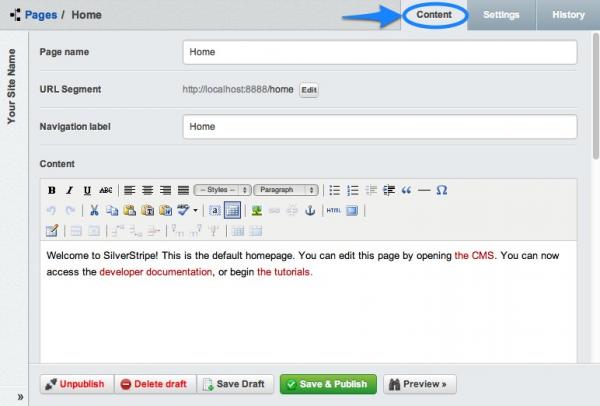 Pages / Home
Content
Settings
History
Your Site Name
Page name
Home
URL Segment
http://localhost:8888/home
Edit
Navigation label
Home
Content
B I U ABC
-- Styles --
Paragraph
HTML
Welcome to SilverStripe! This is the default homepage. You can edit this page by opening the CMS. You can now
access the developer documentation, or begin the tutorials.
»
Unpublish
Delete draft
Save Draft
Save & Publish
Preview »